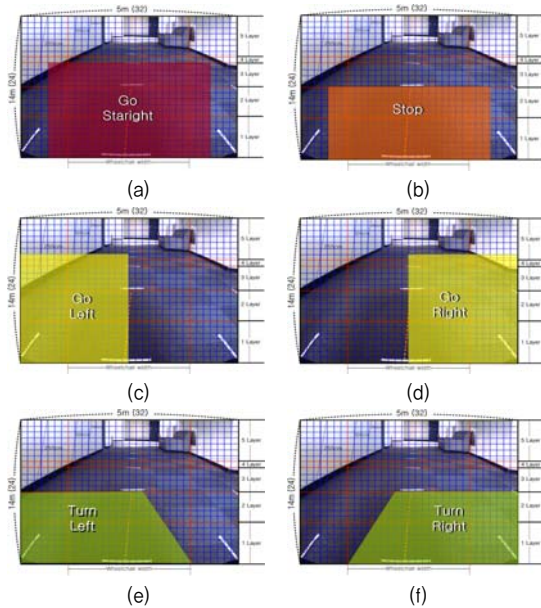 5m (32)
14m (24)
Go
Staright
5 Layer
4 Layer
3 Layer
2 Layer
1 Layer
Wheelchair width
(a)
5m (32)
14m (24)
Stop
5 Layer
4 Layer
3 Layer
2 Layer
1 Layer
Wheelchair width
(b)
5m (32)
14m (24)
Go
Left
5 Layer
4 Layer
3 Layer
2 Layer
1 Layer
Wheelchair width
(c)
5m (32)
14m (24)
Go
Right
5 Layer
4 Layer
3 Layer
2 Layer
1 Layer
Wheelchair width
(d)
5m (32)
14m (24)
Turn
Left
5 Layer
4 Layer
3 Layer
2 Layer
1 Layer
Wheelchair width
(e)
5m (32)
14m (24)
Turn
Right
5 Layer
4 Layer
3 Layer
2 Layer
1 Layer
Wheelchair width
(f)